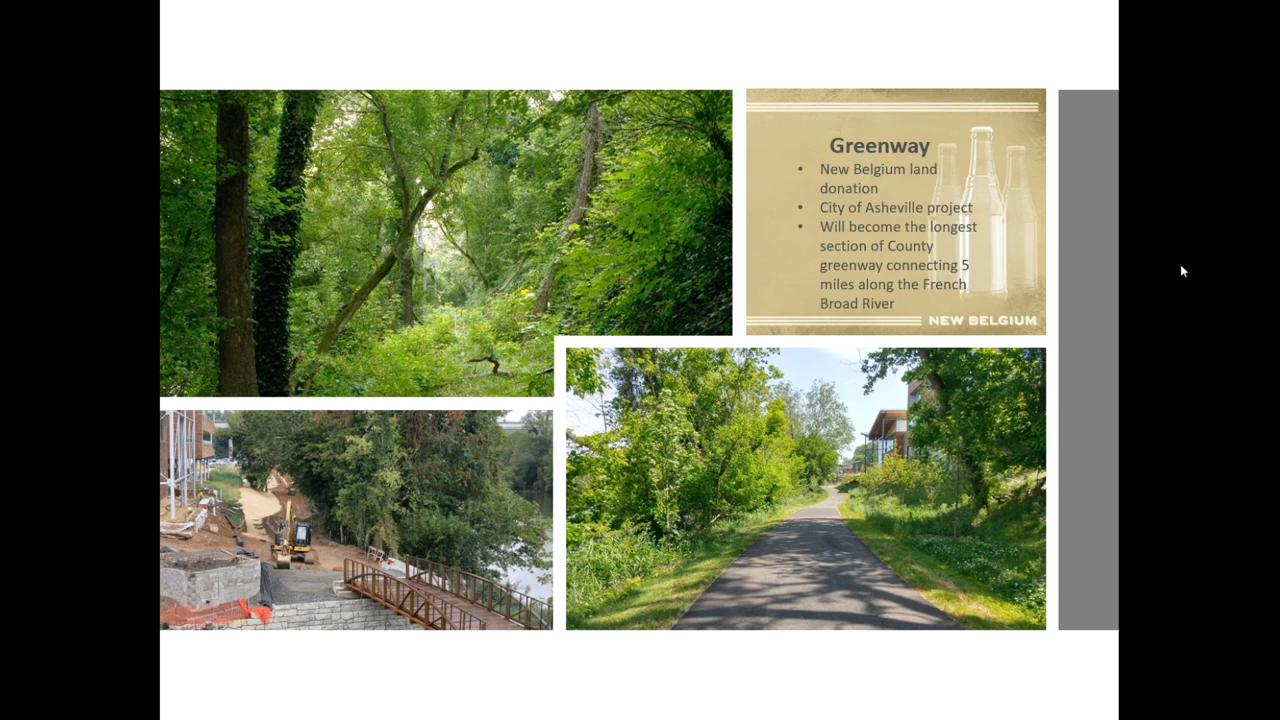 Greenway
• New Belgium land
donation
• City of Asheville project
• Will become the longest
section of County
greenway connecting 5
miles along the French
Broad River
NEW BELGIUM